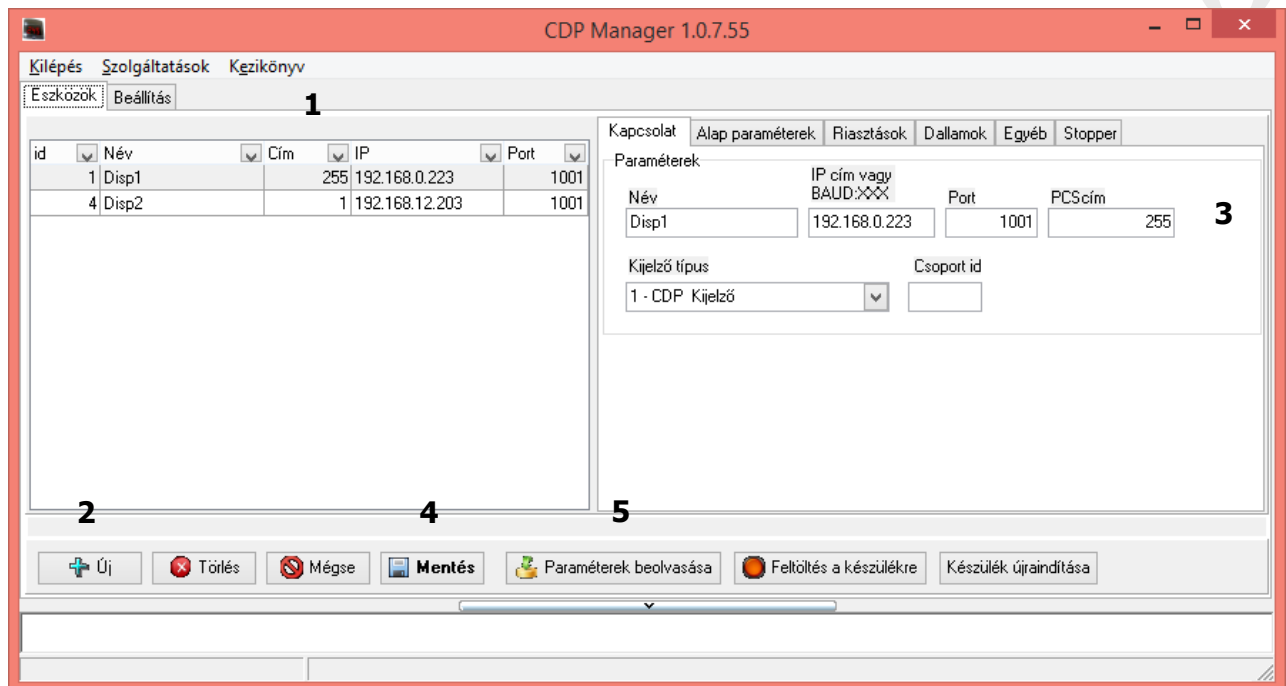 CDP Manager 1.0.7.55
Kilépés Szolgáltatások Kezikönyv
Eszközök Beállítás
1
Kapcsolat Alap paraméterek Riasztások Dallamok Egyéb Stopper
id Név Cím IP Port
1 Disp1 255 192.168.0.223 1001
4 Disp2 1 192.168.12.203 1001
Paraméterek
Név IP cím vagy BAUD:XXX Port PCScím
Disp1 192.168.0.223 1001 255
3
Kijelző típus Csoport id
1 - CDP Kijelző
2 4 5
Új Törlés Mégse Mentés Paraméterek beolvasása Feltöltés a készülékre Készülék újraindítása